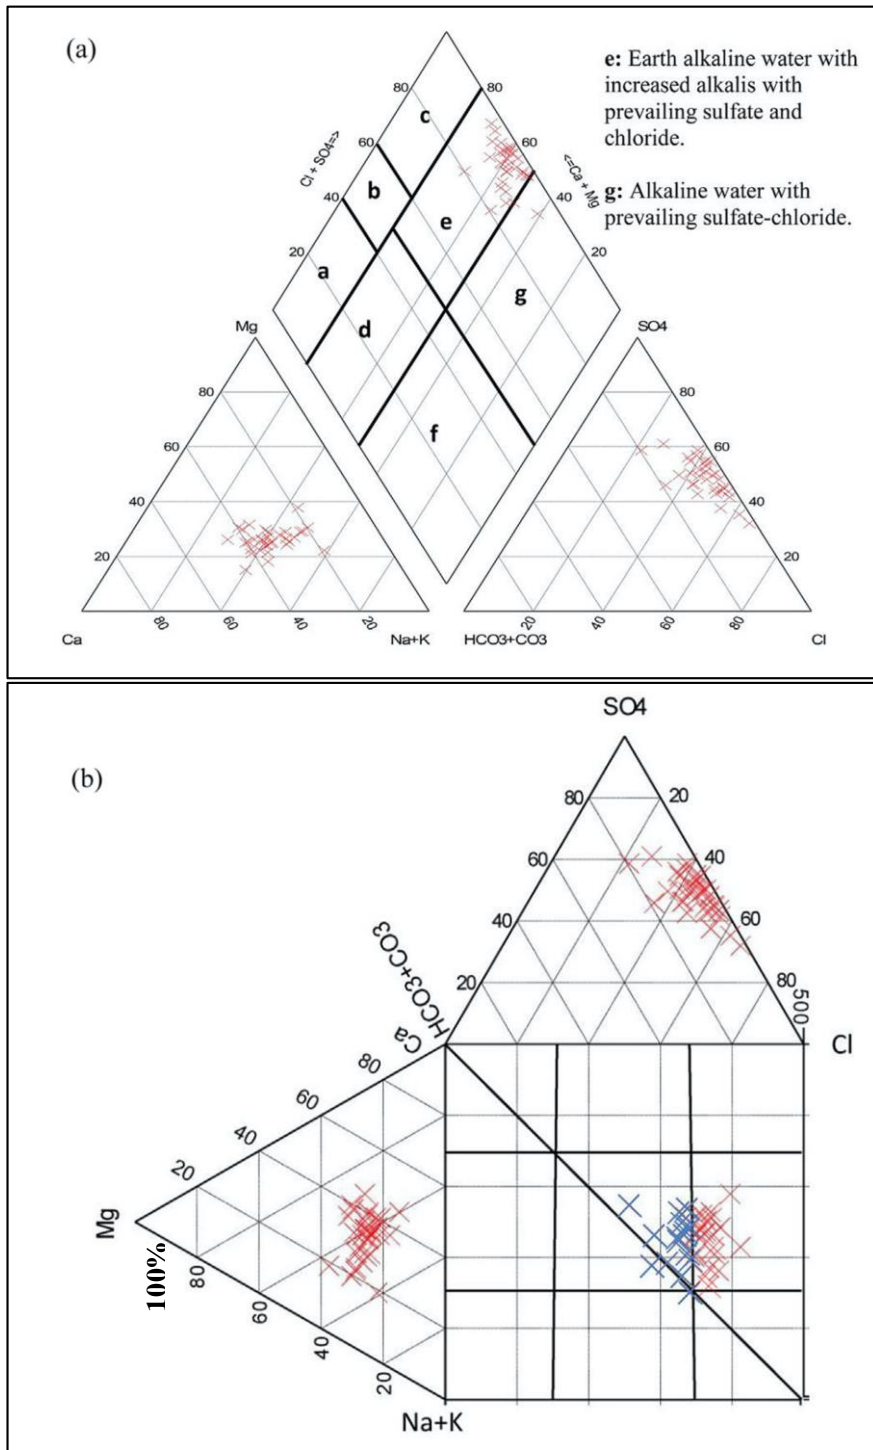 (a)
e: Earth alkaline water with
increased alkalis with
prevailing sulfate and
chloride.
g: Alkaline water with
prevailing sulfate-chloride.
80
80
c
60
60
Cl + SO4=>
<=Ca + Mg
b
40
40
e
20
20
a
g
d
Mg
SO4
80
80
f
60
60
40
40
20
20
Ca
80
60
40
20
Na+K
HCO3+CO3
20
40
60
80
Cl
(b)
SO4
80
20
60
40
40
60
20
80
500
HCO3+CO3
Ca
Cl
80
60
40
20
Mg
100%
80
60
40
20
Na+K